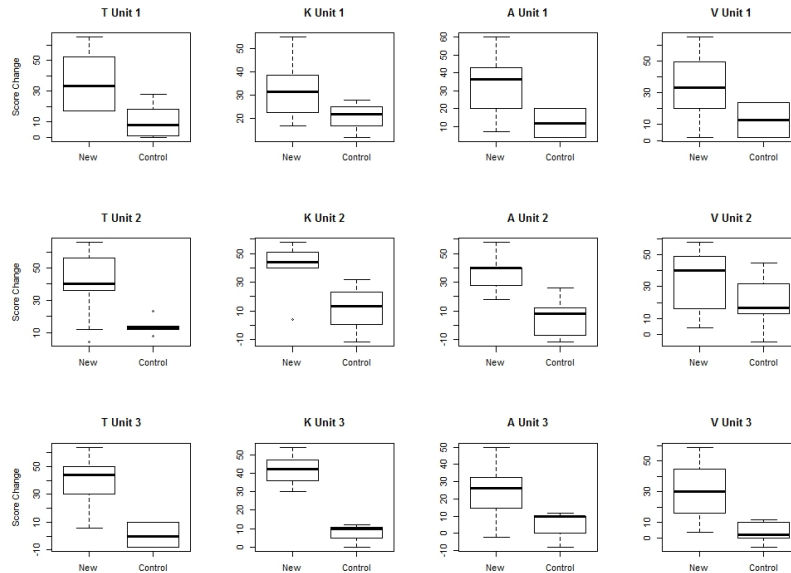 T Unit 1
K Unit 1
A Unit 1
V Unit 1
Score Change
0 10 30 50
20 30 40 50
10 20 30 40 50 60
0 10 30 50
New Control
New Control
New Control
New Control
T Unit 2
K Unit 2
A Unit 2
V Unit 2
Score Change
10 30 50
-10 10 30 50
-10 10 30 50
0 10 30 50
New Control
New Control
New Control
New Control
T Unit 3
K Unit 3
A Unit 3
V Unit 3
Score Change
-10 10 30 50
0 10 20 30 40 50
-10 0 10 20 30 40 50
0 10 30 50
New Control
New Control
New Control
New Control